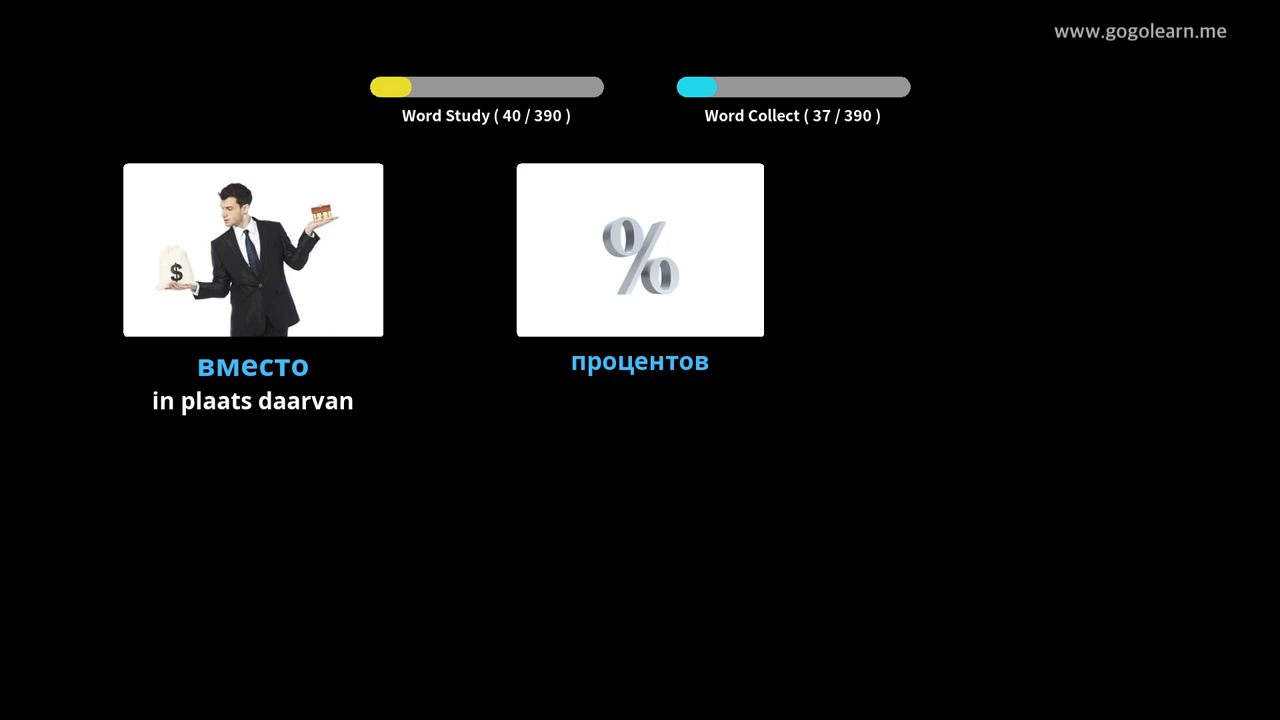 www.gogolearn.me
Word Study ( 40 / 390 )
Word Collect ( 37 / 390 )
$
%
вместо
in plaats daarvan
процентов